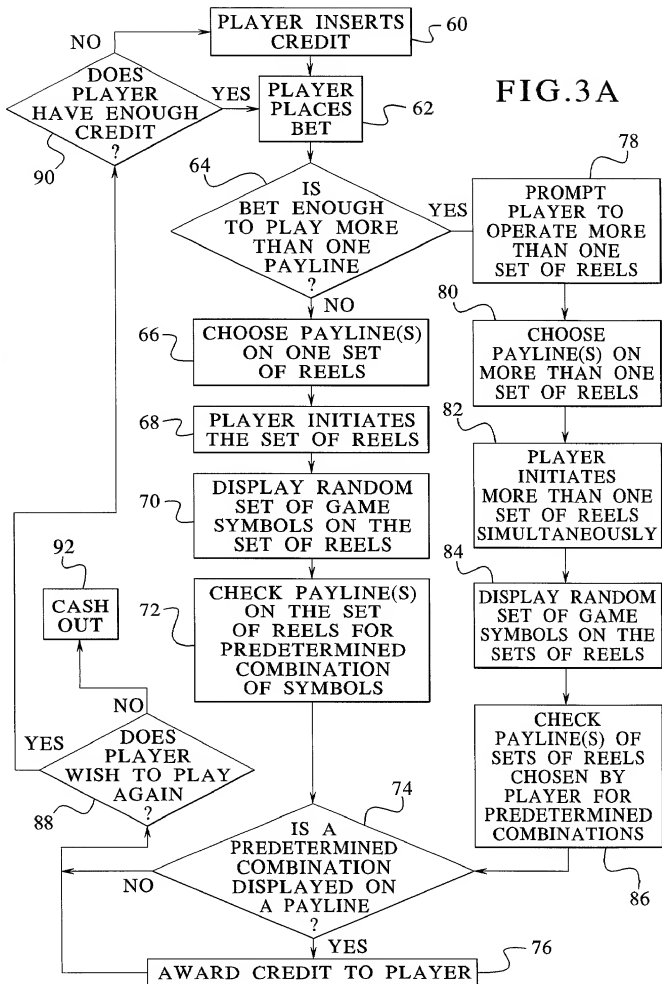 FIG.3A
PLAYER INSERTS
CREDIT
60
NO
DOES
PLAYER
HAVE ENOUGH
CREDIT
?
90
YES
PLAYER
PLACES
BET
62
64
IS
BET ENOUGH
TO PLAY MORE
THAN ONE
PAYLINE
?
YES
NO
78
PROMPT
PLAYER TO
OPERATE MORE
THAN ONE
SET OF REELS
66
CHOOSE PAYLINE(S)
ON ONE SET
OF REELS
80
CHOOSE
PAYLINE(S) ON
MORE THAN ONE
SET OF REELS
68
PLAYER INITIATES
THE SET OF REELS
82
PLAYER
INITIATES
MORE THAN ONE
SET OF REELS
SIMULTANEOUSLY
70
DISPLAY RANDOM
SET OF GAME
SYMBOLS ON THE
SET OF REELS
84
DISPLAY RANDOM
SET OF GAME
SYMBOLS ON THE
SETS OF REELS
72
CHECK PAYLINE(S)
ON THE SET
OF REELS FOR
PREDETERMINED
COMBINATION
OF SYMBOLS
92
CASH
OUT
NO
YES
DOES
PLAYER
WISH TO PLAY
AGAIN
?
88
CHECK
PAYLINE(S) OF
SETS OF REELS
CHOSEN BY
PLAYER FOR
PREDETERMINED
COMBINATIONS
86
74
IS A
PREDETERMINED
COMBINATION
DISPLAYED ON
A PAYLINE
?
NO
YES
76
AWARD CREDIT TO PLAYER